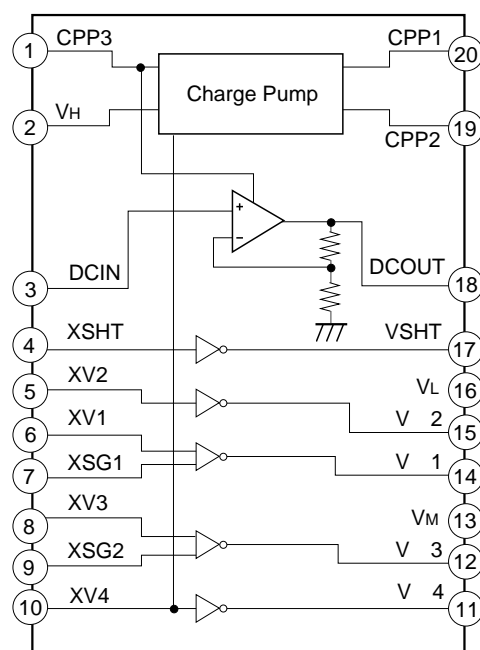 1 CPP3 CPP1 20
Charge Pump
2 VH CPP2 19
+
−
3 DCIN DCOUT 18
4 XSHT VSHT 17
5 XV2 VL 16
6 XV1 V 2 15
7 XSG1 V 1 14
8 XV3 VM 13
9 XSG2 V 3 12
10 XV4 V 4 11